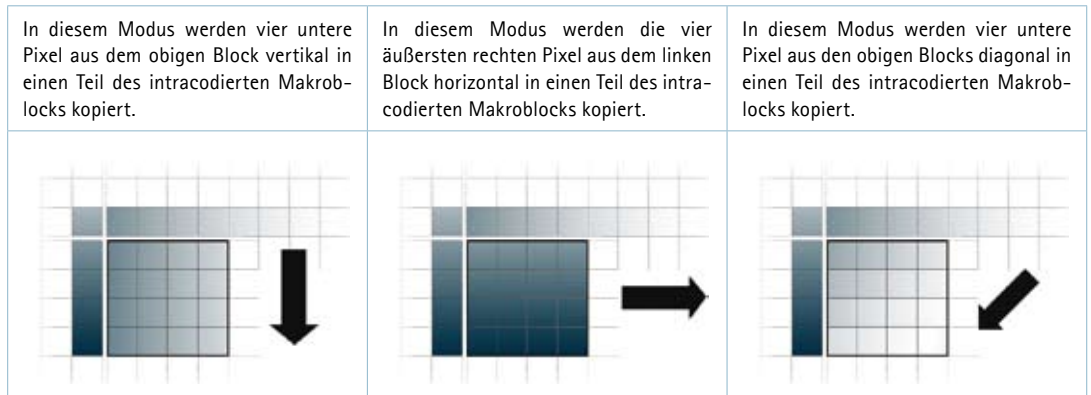 In diesem Modus werden vier untere
Pixel aus dem obigen Block vertikal in
einen Teil des intracodierten Makrob-
locks kopiert.
In diesem Modus werden die vier
äußersten rechten Pixel aus dem linken
Block horizontal in einen Teil des intra-
codierten Makroblocks kopiert.
In diesem Modus werden vier untere
Pixel aus den obigen Blocks diagonal in
einen Teil des intracodierten Makrob-
locks kopiert.